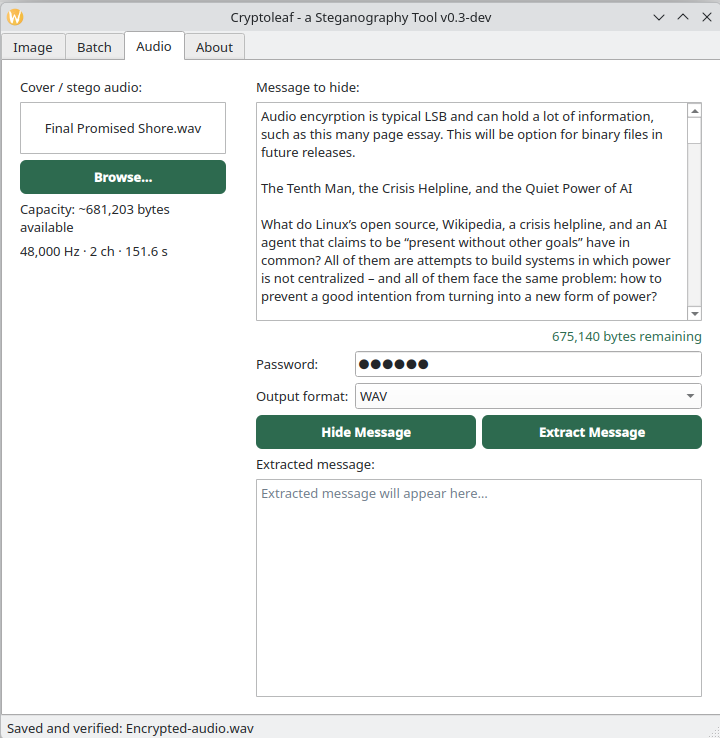 Cryptoleaf - a Steganography Tool v0.3-dev
Image
Batch
Audio
About
Cover / stego audio:
Final Promised Shore.wav
Browse...
Capacity: ~681,203 bytes
available
48,000 Hz · 2 ch · 151.6 s
Message to hide:
Audio encyrption is typical LSB and can hold a lot of information,
such as this many page essay. This will be option for binary files in
future releases.
The Tenth Man, the Crisis Helpline, and the Quiet Power of AI
What do Linux’s open source, Wikipedia, a crisis helpline, and an AI
agent that claims to be “present without other goals” have in
common? All of them are attempts to build systems in which power
is not centralized – and all of them face the same problem: how to
prevent a good intention from turning into a new form of power?
675,140 bytes remaining
Password:
●●●●●●
Output format:
WAV
Hide Message
Extract Message
Extracted message:
Extracted message will appear here...
Saved and verified: Encrypted-audio.wav